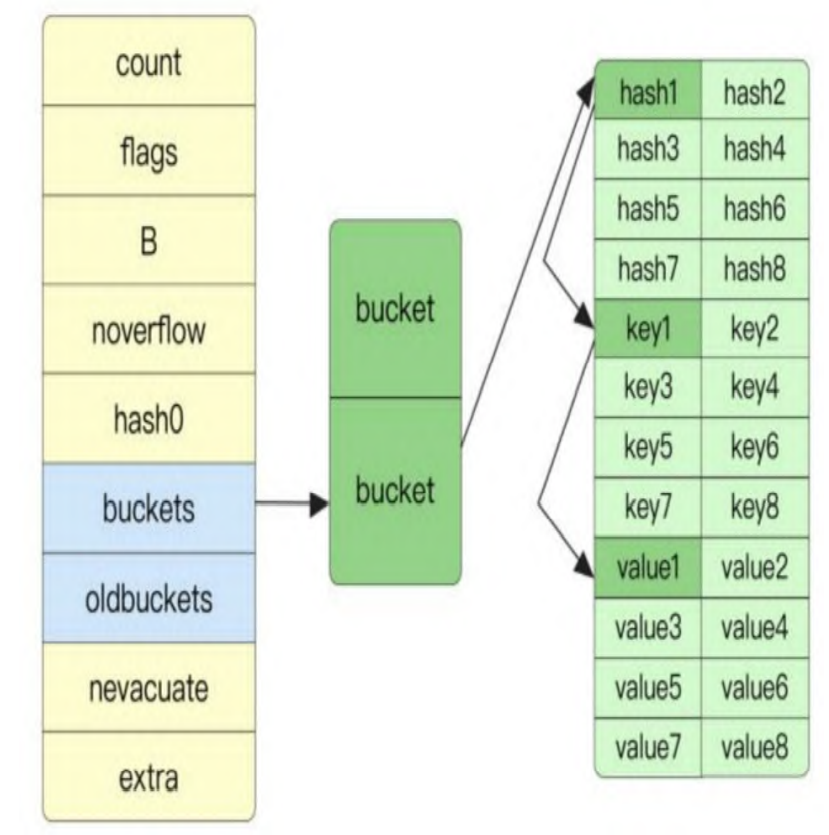 count
flags
B
noverflow
hash0
buckets
oldbuckets
nevacuate
extra
bucket
bucket
hash1 hash2
hash3 hash4
hash5 hash6
hash7 hash8
key1 key2
key3 key4
key5 key6
key7 key8
value1 value2
value3 value4
value5 value6
value7 value8